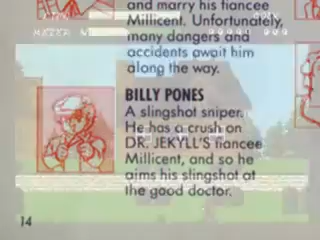 and marry his fiancee
Millicent. Unfortunately,
many dangers and
accidents await him
along the way.
BILLY PONES
A slingshot sniper.
He has a crush on
DR. JEKYLL'S fiancee
Millicent, and so he
aims his slingshot at
the good doctor.
14